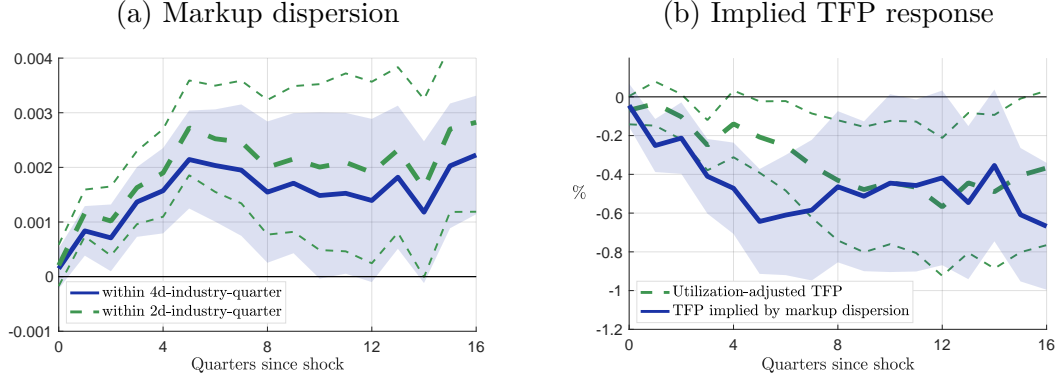 (a) Markup dispersion
0.004
0.003
0.002
0.001
0
-0.001
within 4d-industry-quarter
within 2d-industry-quarter
0 4 8 12 16
Quarters since shock
(b) Implied TFP response
%
0
-0.2
-0.4
-0.6
-0.8
-1
-1.2
Utilization-adjusted TFP
TFP implied by markup dispersion
0 4 8 12 16
Quarters since shock